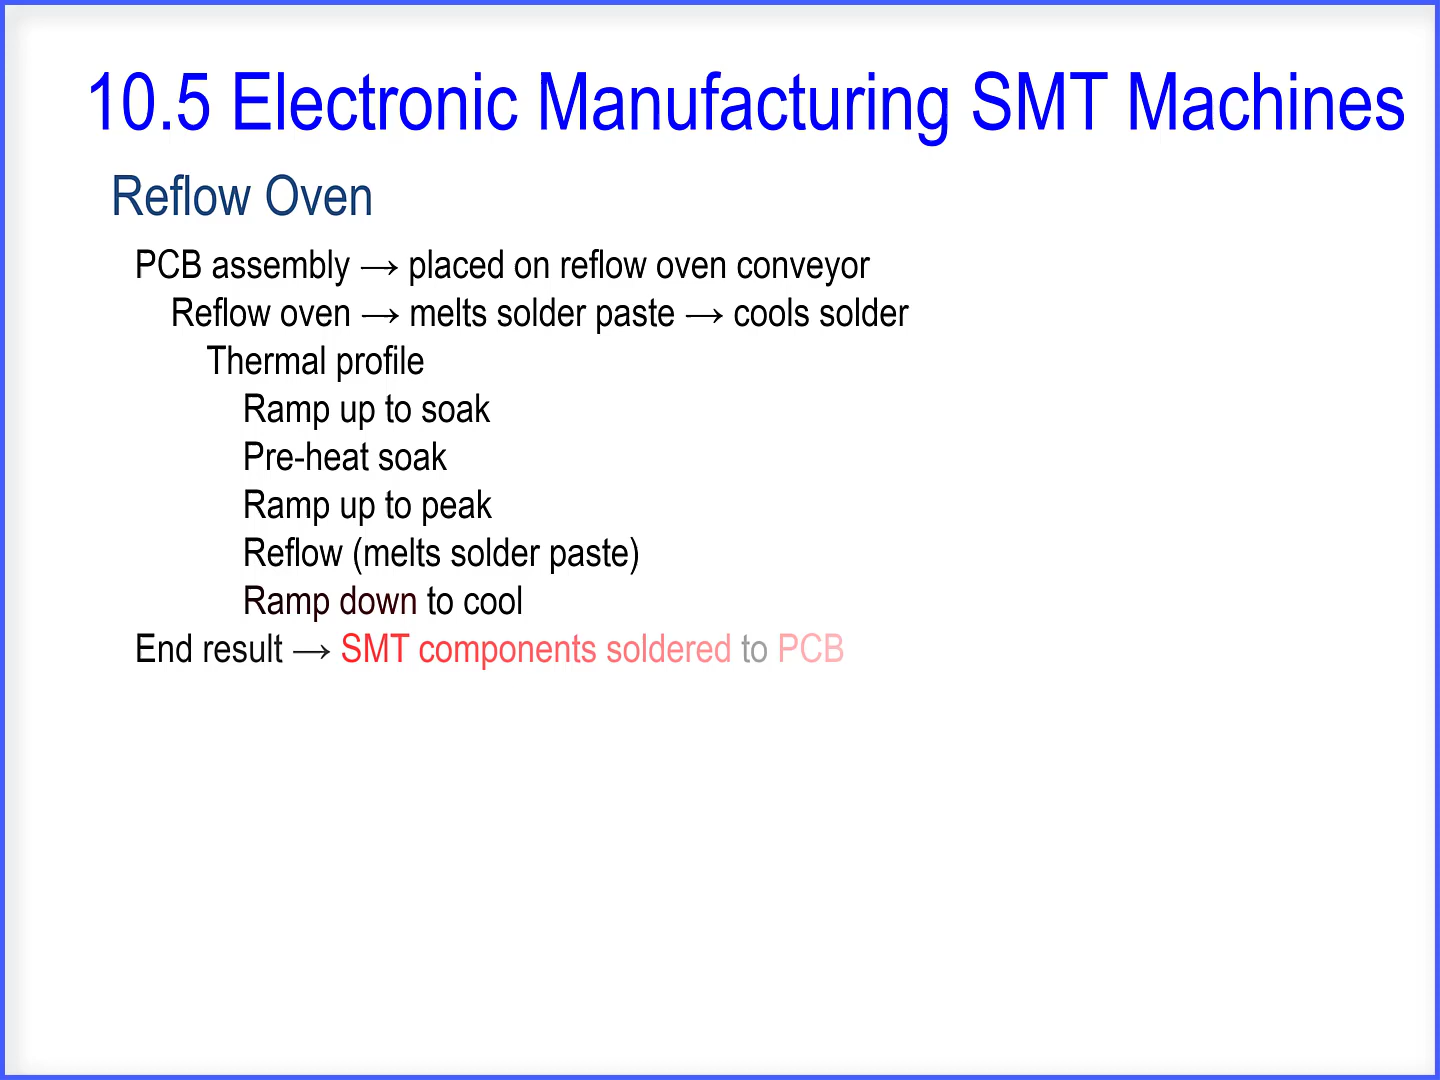 10.5 Electronic Manufacturing SMT Machines
Reflow Oven
PCB assembly → placed on reflow oven conveyor
Reflow oven → melts solder paste → cools solder
Thermal profile
Ramp up to soak
Pre-heat soak
Ramp up to peak
Reflow (melts solder paste)
Ramp down to cool
End result → SMT components soldered to PCB